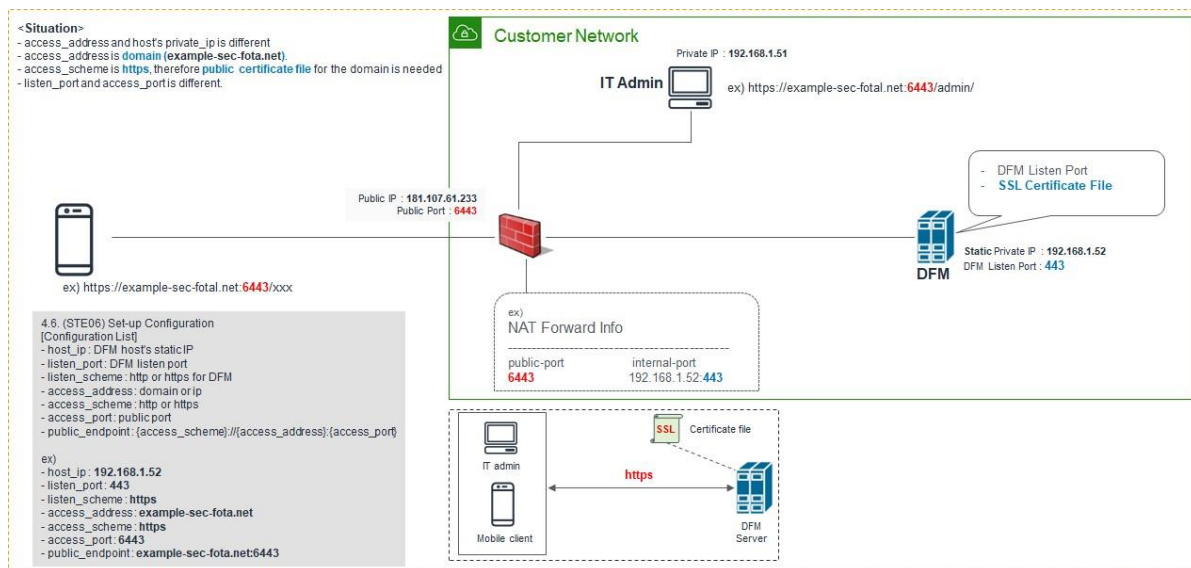 <Situation>
- access_address and host's private_ip is different
- access_address is domain (example-sec-fota.net).
- access_scheme is https, therefore public certificate file for the domain is needed
- listen_port and access_port is different.
Customer Network
Private IP : 192.168.1.51
IT Admin
ex) https://example-sec-fotal.net:6443/admin/
- DFM Listen Port
- SSL Certificate File
Public IP : 181.107.61.233
Public Port : 6443
Static Private IP : 192.168.1.52
DFM Listen Port : 443
DFM
ex) https://example-sec-fotal.net:6443/xxx
ex)
NAT Forward Info
public-port internal-port
6443 192.168.1.52:443
4.6. (STE06) Set-up Configuration
[Configuration List]
- host_ip : DFM host's static IP
- listen_port : DFM listen port
- listen_scheme : http or https for DFM
- access_address : domain or ip
- access_scheme : http or https
- access_port : public port
- public_endpoint : {access_scheme}://{access_address}:{access_port}
ex)
- host_ip : 192.168.1.52
- listen_port : 443
- listen_scheme : https
- access_address : example-sec-fota.net
- access_scheme : https
- access_port : 6443
- public_endpoint : example-sec-fota.net:6443
SSL
Certificate file
IT admin
https
Mobile client
DFM
Server